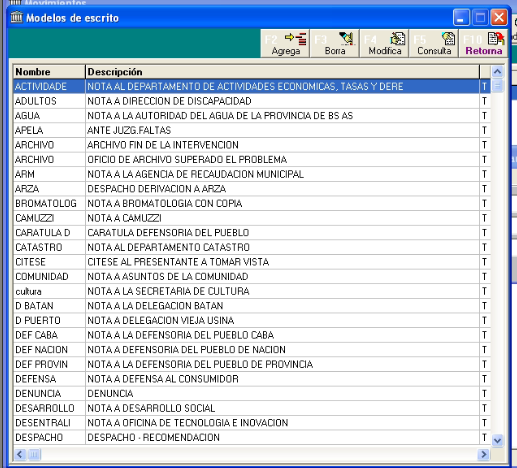 Movimientos
Modelos de escrito
F2 F3 F4 F5 F10
Agrega Borra Modifica Consulta Retorna
Nombre Descripción
ACTIVIDADE NOTA AL DEPARTAMENTO DE ACTIVIDADES ECONOMICAS, TASAS Y DERE T
ADULTOS NOTA A DIRECCION DE DISCAPACIDAD T
AGUA NOTA A LA AUTORIDAD DEL AGUA DE LA PROVINCIA DE BS AS T
APELA ANTE JUZG.FALTAS T
ARCHIVO ARCHIVO FIN DE LA INTERVENCION T
ARCHIVO OFICIO DE ARCHIVO SUPERADO EL PROBLEMA T
ARM NOTA A LA AGENCIA DE RECAUDACION MUNICIPAL T
ARZA DESPACHO DERIVACION A ARZA T
BROMATOLOG NOTA A BROMATOLOGIA CON COPIA T
CAMUZZI NOTA A CAMUZZI T
CARATULA D CARATULA DEFENSORIA DEL PUEBLO T
CATASTRO NOTA AL DEPARTAMENTO CATASTRO T
CITESE CITESE AL PRESENTANTE A TOMAR VISTA T
COMUNIDAD NOTA A ASUNTOS DE LA COMUNIDAD T
cultura NOTA A LA SECRETARIA DE CULTURA T
D BATAN NOTA A LA DELEGACION BATAN T
D PUERTO NOTA A DELEGACION VIEJA USINA T
DEF CABA NOTA A LA DEFENSORIA DEL PUEBLO CABA T
DEF NACION NOTA A DEFENSORIA DEL PUEBLO DE NACION T
DEF PROVIN NOTA A LA DEFENSORIA DEL PUEBLO DE PROVINCIA T
DEFENSA NOTA A DEFENSA AL CONSUMIDOR T
DENUNCIA DENUNCIA T
DESARROLLO NOTA A DESARROLLO SOCIAL T
DESENTRALI NOTA A OFICINA DE TECNOLOGIA E INOVACION T
DESPACHO DESPACHO - RECOMENDACION T